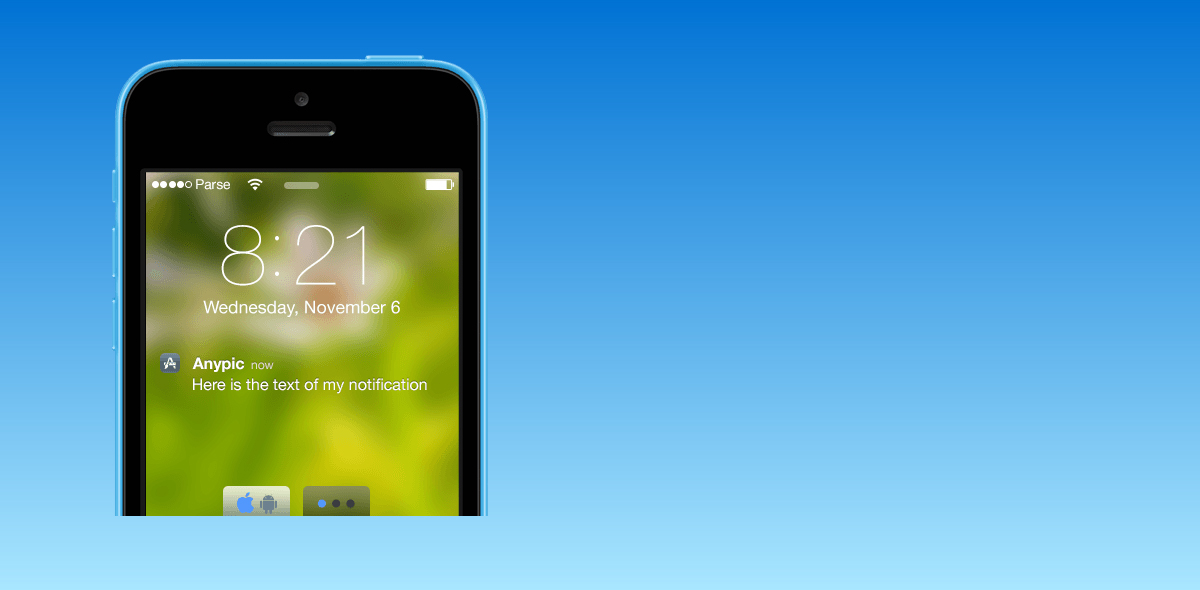 Parse
8:21
Wednesday, November 6
Anypic now
Here is the text of my notification